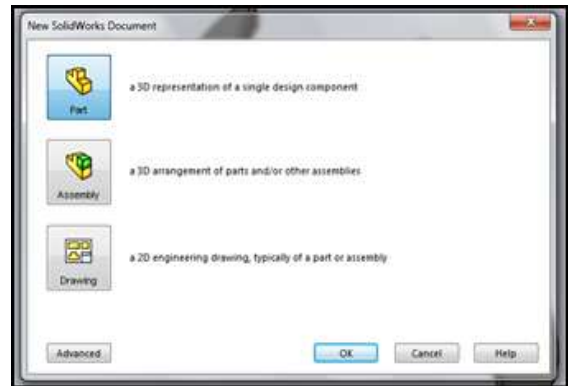 New SolidWorks Document
Part
a 3D representation of a single design component
Assembly
a 3D arrangement of parts and/or other assemblies
Drawing
a 2D engineering drawing, typically of a part or assembly
Advanced
OK
Cancel
Help